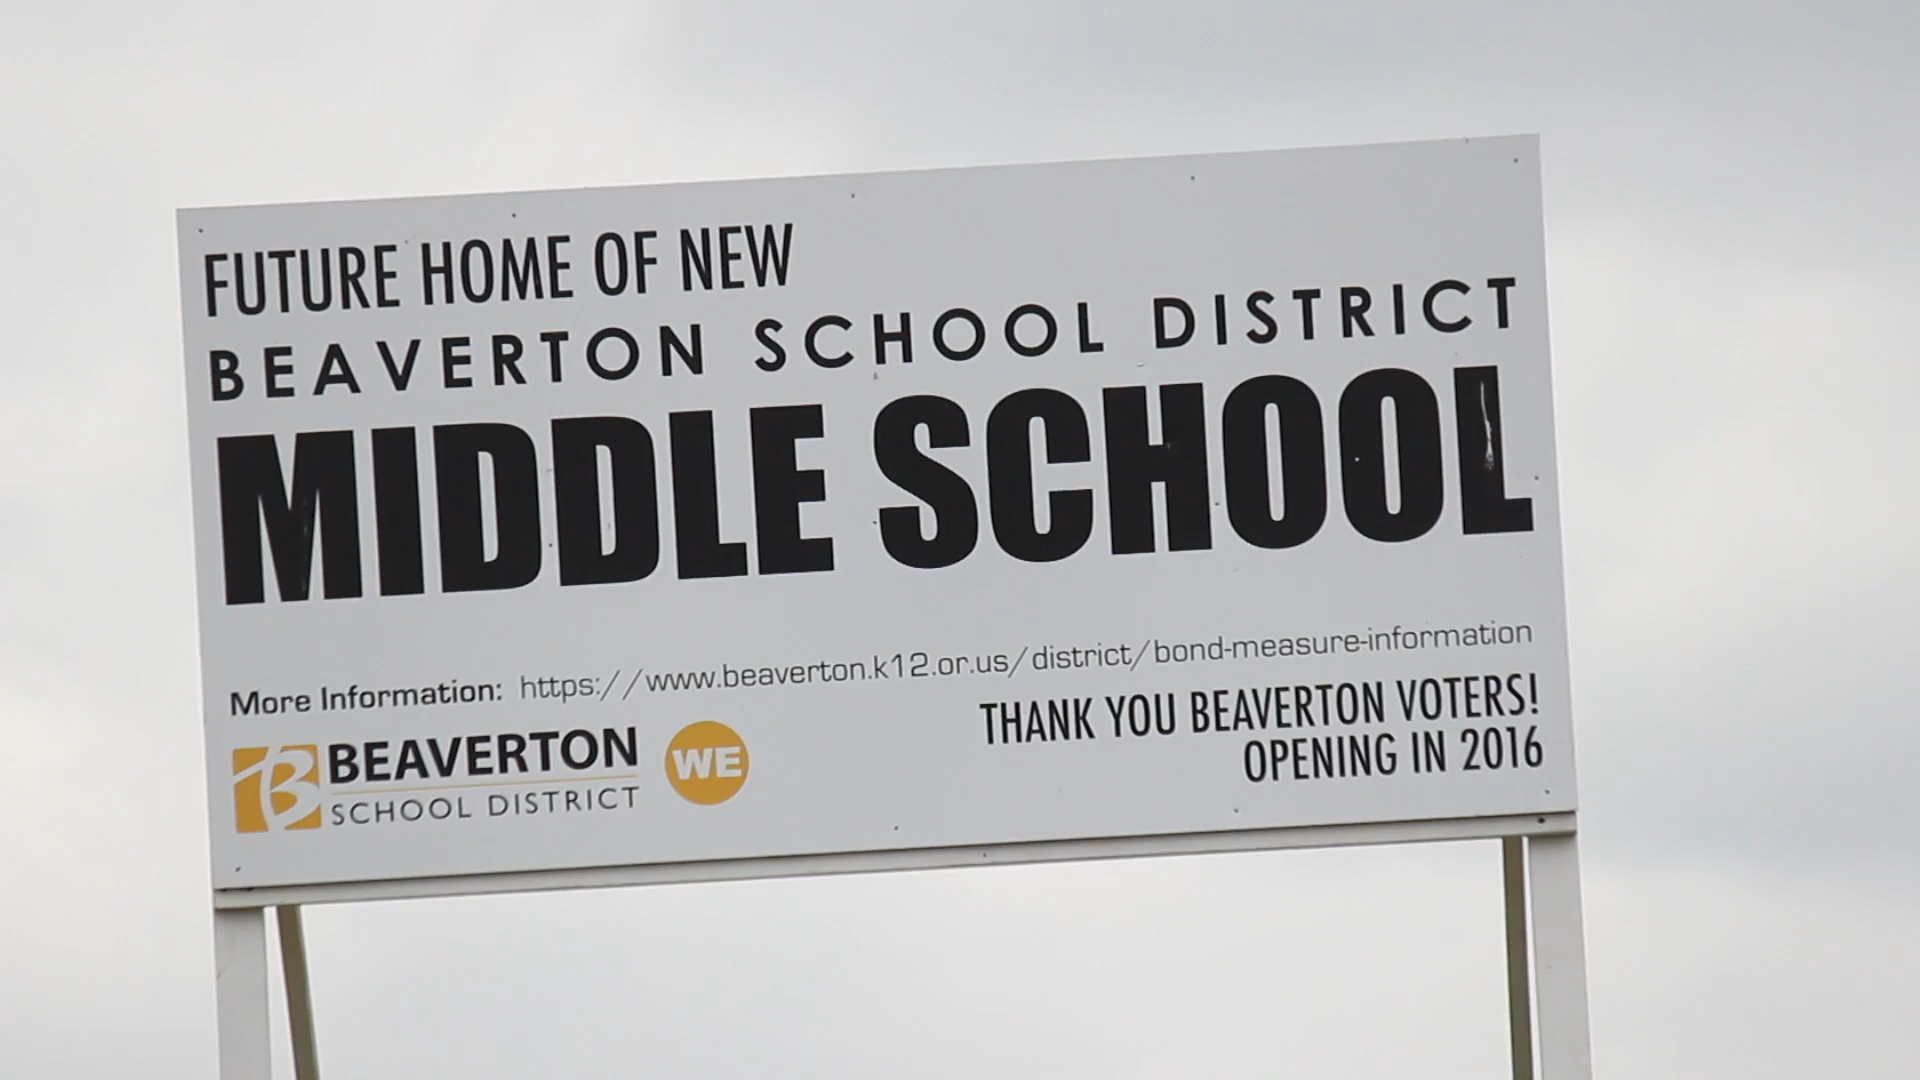 FUTURE HOME OF NEW
BEAVERTON SCHOOL DISTRICT
MIDDLE SCHOOL
More Information: https://www.beaverton.k12.or.us/district/bond-measure-information
THANK YOU BEAVERTON VOTERS!
OPENING IN 2016
B BEAVERTON
SCHOOL DISTRICT
WE